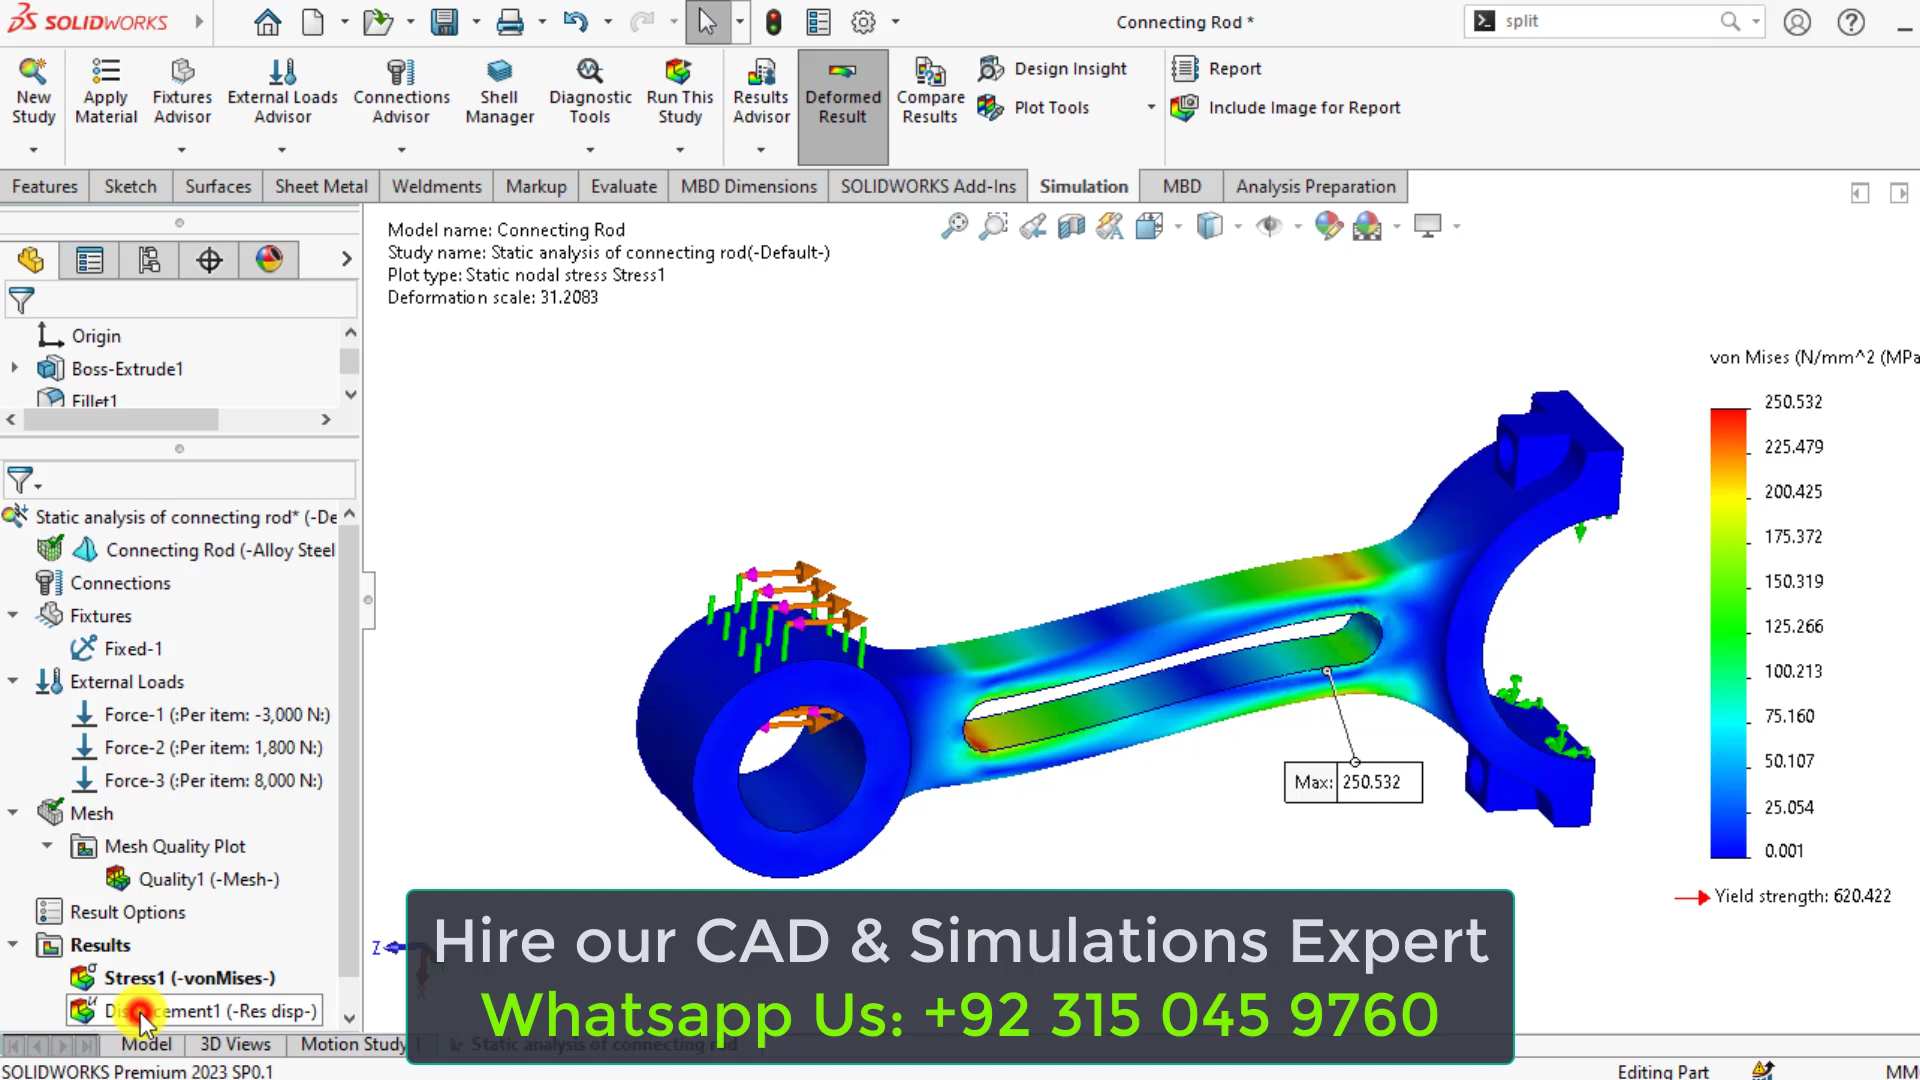 SOLIDWORKS
Connecting Rod *
split
New Study
Apply Material
Fixtures Advisor
External Loads Advisor
Connections Advisor
Shell Manager
Diagnostic Tools
Run This Study
Results Advisor
Deformed Result
Compare Results
Design Insight
Plot Tools
Report
Include Image for Report
Features
Sketch
Surfaces
Sheet Metal
Weldments
Markup
Evaluate
MBD Dimensions
SOLIDWORKS Add-Ins
Simulation
MBD
Analysis Preparation
Model name: Connecting Rod
Study name: Static analysis of connecting rod(-Default-)
Plot type: Static nodal stress Stress1
Deformation scale: 31.2083
Origin
Boss-Extrude1
Fillet1
Static analysis of connecting rod* (-De
Connecting Rod (-Alloy Steel
Connections
Fixtures
Fixed-1
External Loads
Force-1 (:Per item: -3,000 N:)
Force-2 (:Per item: 1,800 N:)
Force-3 (:Per item: 8,000 N:)
Mesh
Mesh Quality Plot
Quality1 (-Mesh-)
Result Options
Results
Stress1 (-vonMises-)
(-Res disp-)
von Mises (N/mm^2 (MPa
250.532
225.479
200.425
175.372
150.319
125.266
100.213
75.160
50.107
25.054
0.001
Yield strength: 620.422
Max: 250.532
Z
Hire our CAD & Simulations Expert
Whatsapp Us: +92 315 045 9760
Model
3D Views
Motion Study 1
Static analysis of connecting rod
SOLIDWORKS Premium 2023 SP0.1
Editing Part
MM